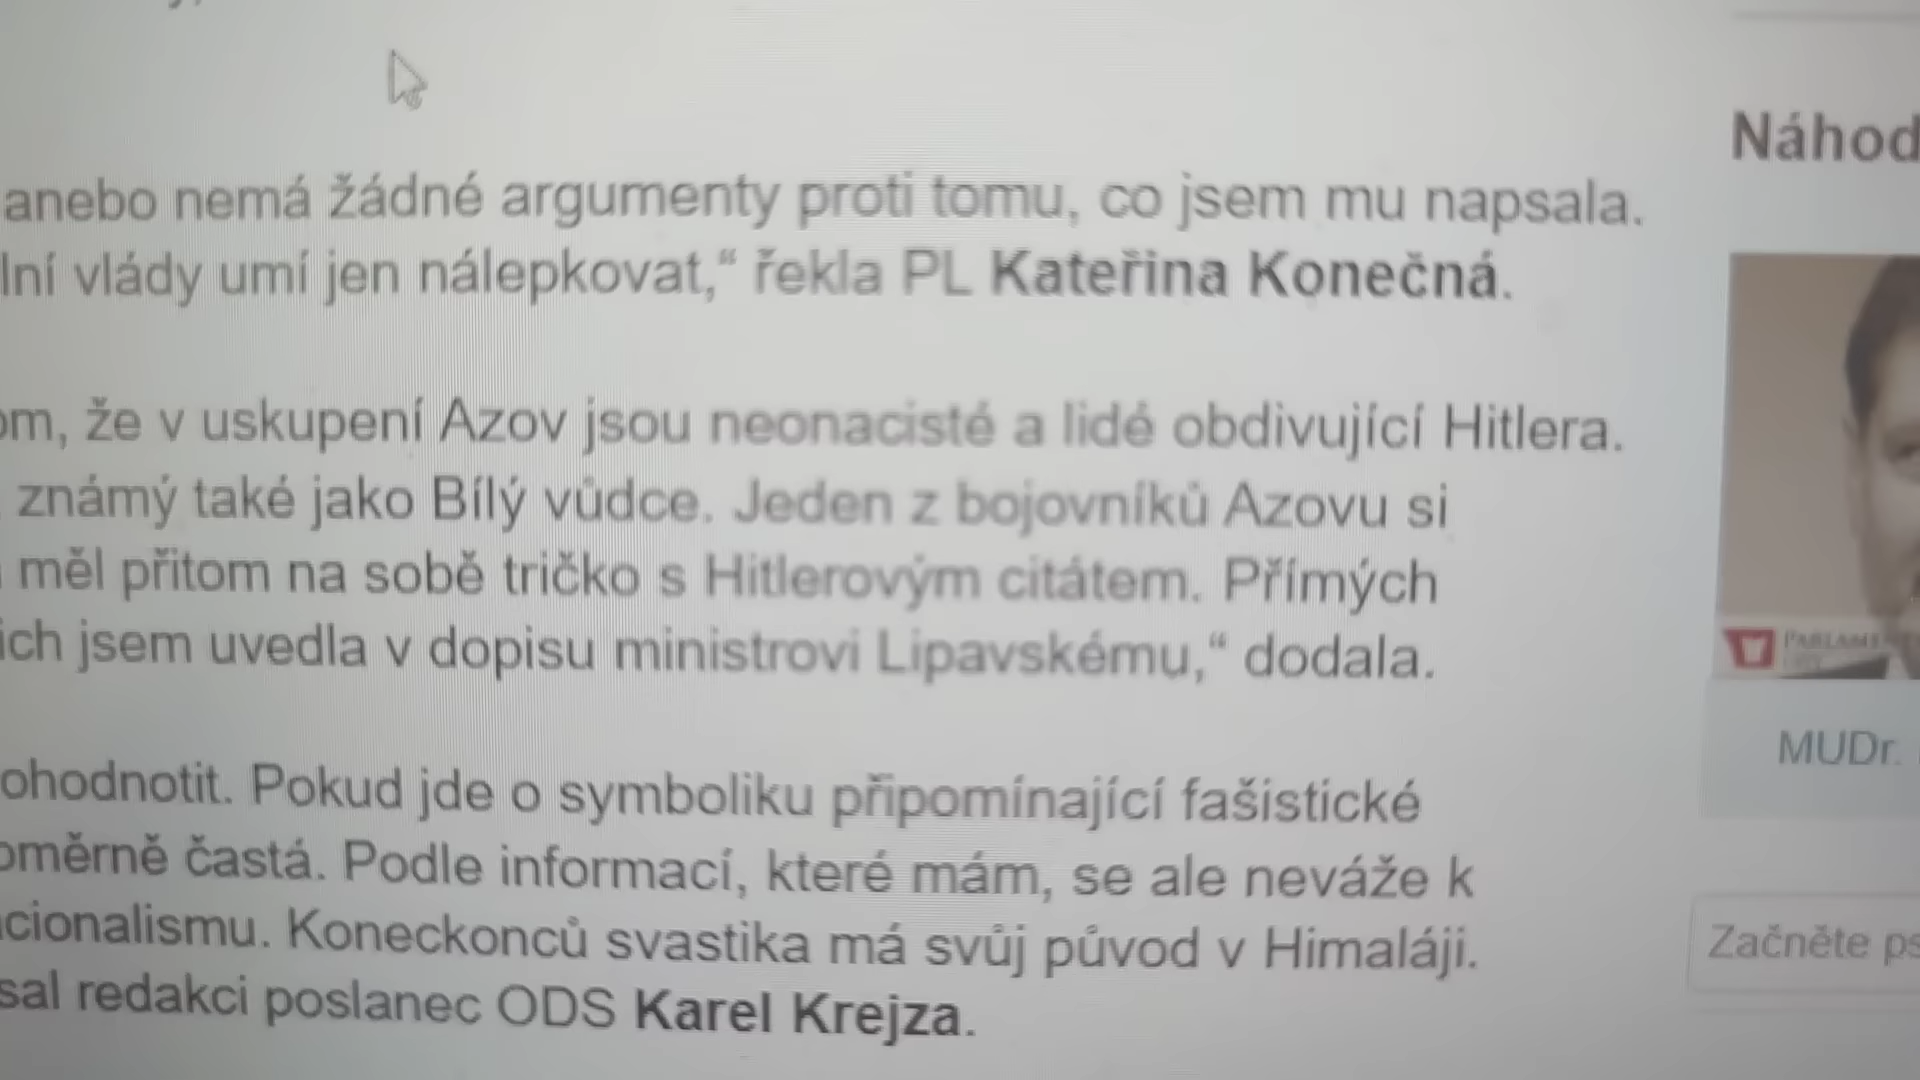 anebo nemá žádné argumenty proti tomu, co jsem mu napsala.
lní vlády umí jen nálepkovat,“ řekla PL Kateřina Konečná.
om, že v uskupení Azov jsou neonacisté a lidé obdivující Hitlera.
známý také jako Bílý vůdce. Jeden z bojovníků Azovu si
měl přitom na sobě tričko s Hitlerovým citátem. Přímých
ich jsem uvedla v dopisu ministrovi Lipavskému,“ dodala.
ohodnotit. Pokud jde o symboliku připomínající fašistické
oměrně častá. Podle informací, které mám, se ale neváže k
cionalismu. Koneckonců svastika má svůj původ v Himaláji.
sal redakci poslanec ODS Karel Krejza.
Náhod
PARLAME
MUDr.
Začněte ps